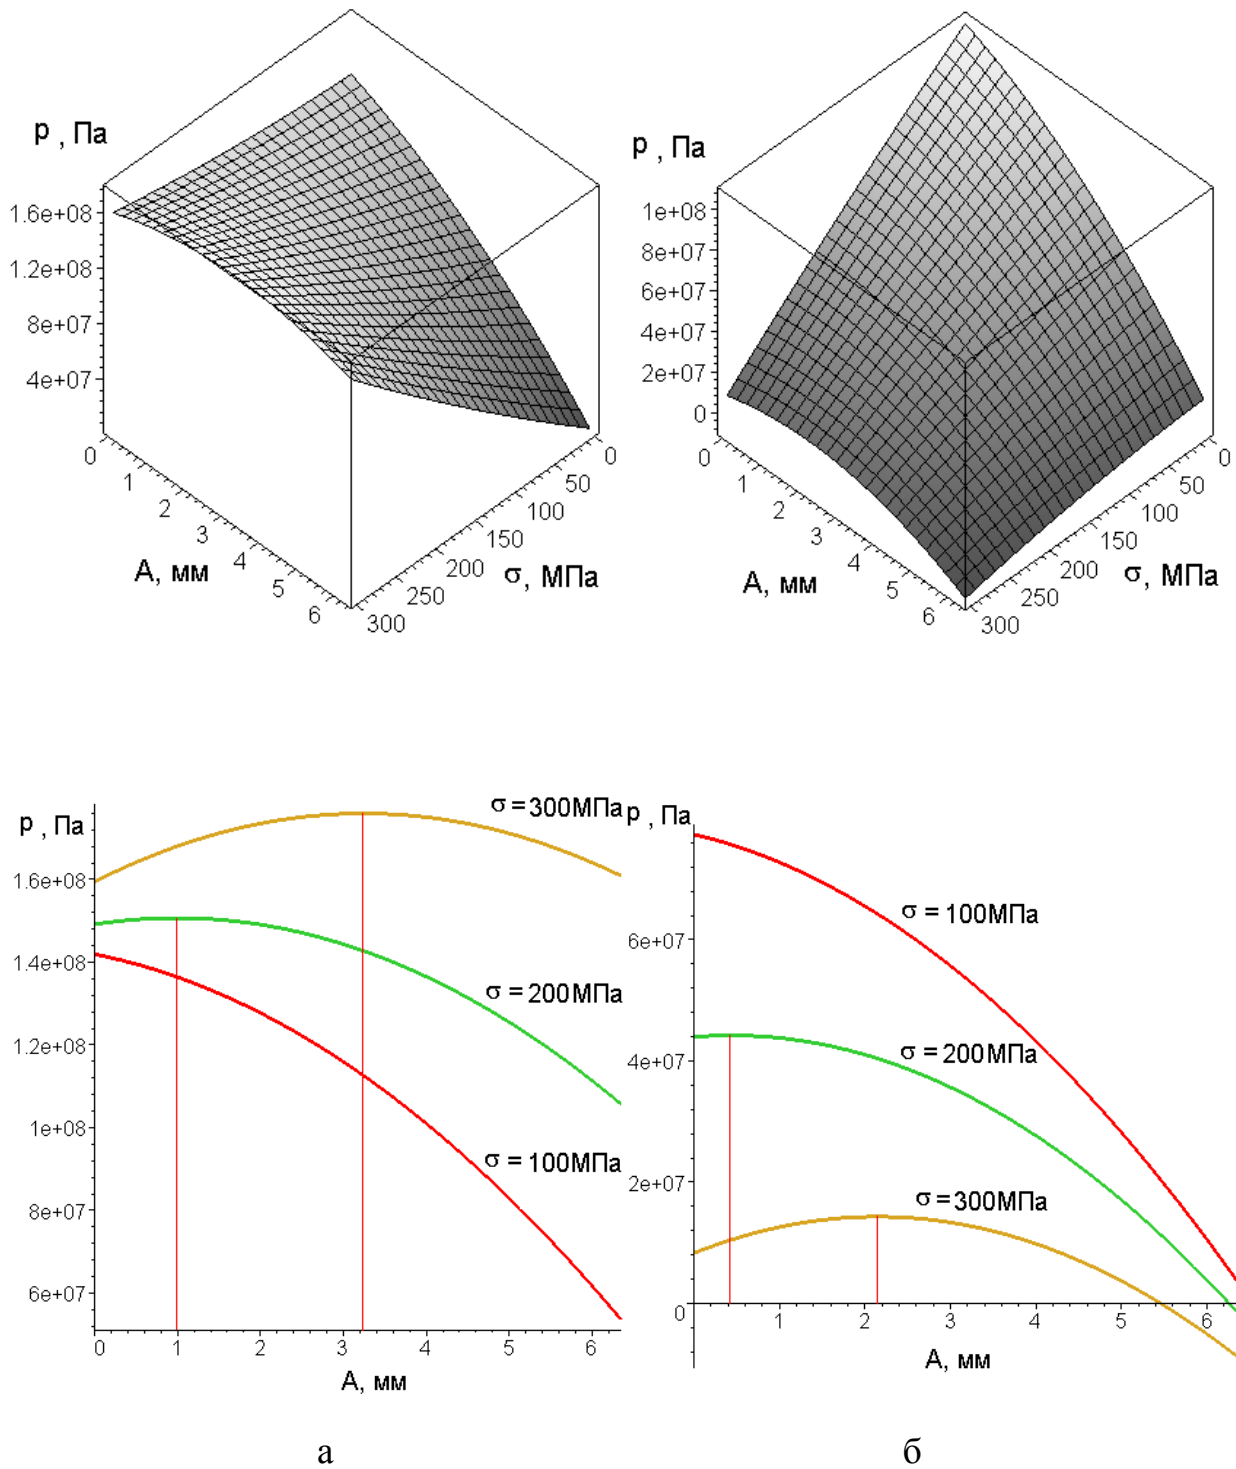 p , Па
1.6e+08
1.2e+08
8e+07
4e+07
0
1
2
3
4
5
6
A, мм
0
50
100
150
200
250
300
σ, МПа
p , Па
1e+08
8e+07
6e+07
4e+07
2e+07
0
0
1
2
3
4
5
6
A, мм
0
50
100
150
200
250
300
σ, МПа
p , Па
1.6e+08
1.4e+08
1.2e+08
1e+08
8e+07
6e+07
σ = 300МПа
σ = 200МПа
σ = 100МПа
0 1 2 3 4 5 6
A, мм
p , Па
6e+07
4e+07
2e+07
0
σ = 100МПа
σ = 200МПа
σ = 300МПа
1 2 3 4 5 6
A, мм
а
б